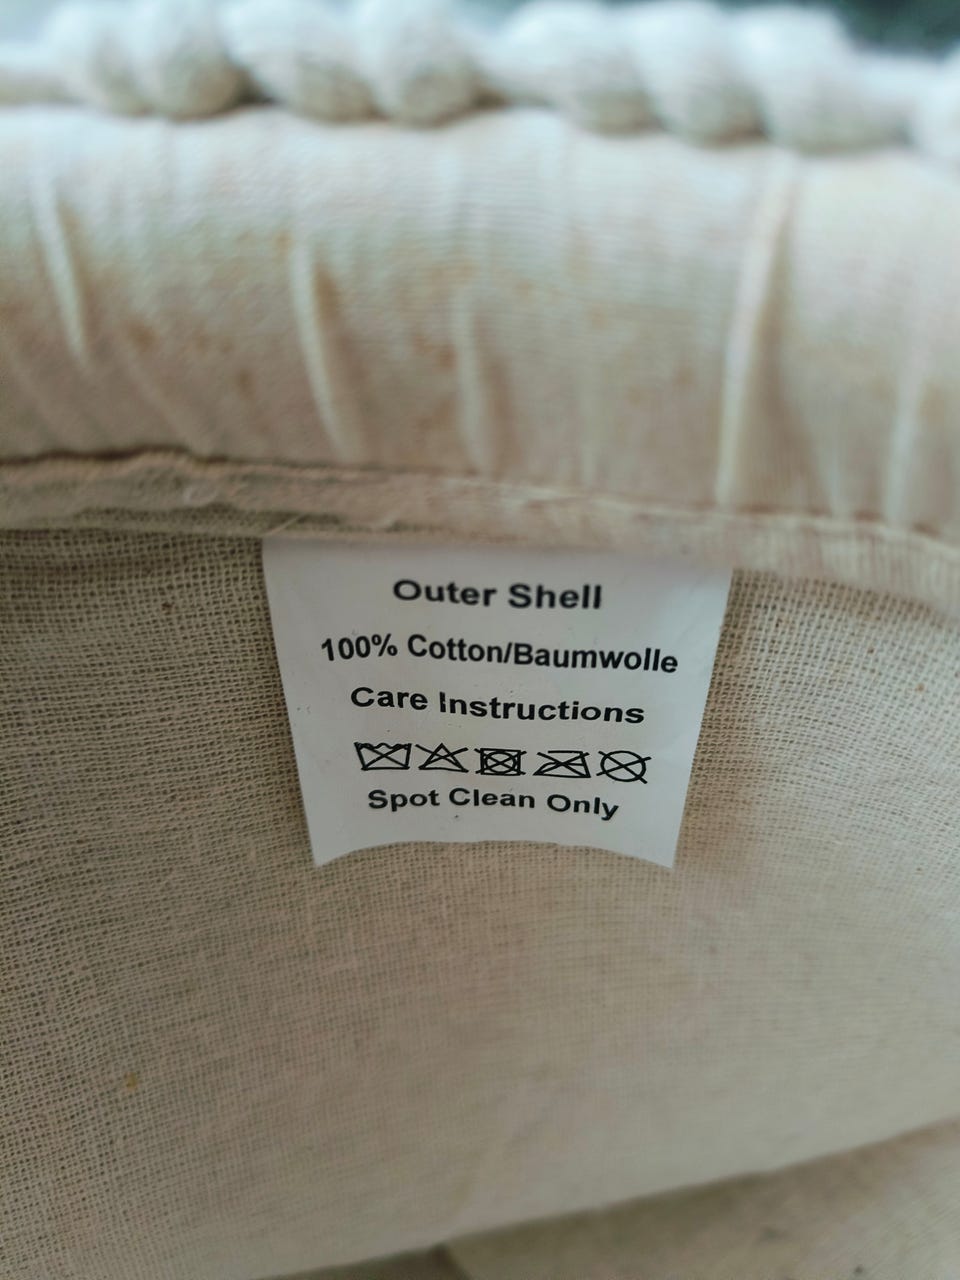 Outer Shell
100% Cotton/Baumwolle
Care Instructions
Spot Clean Only